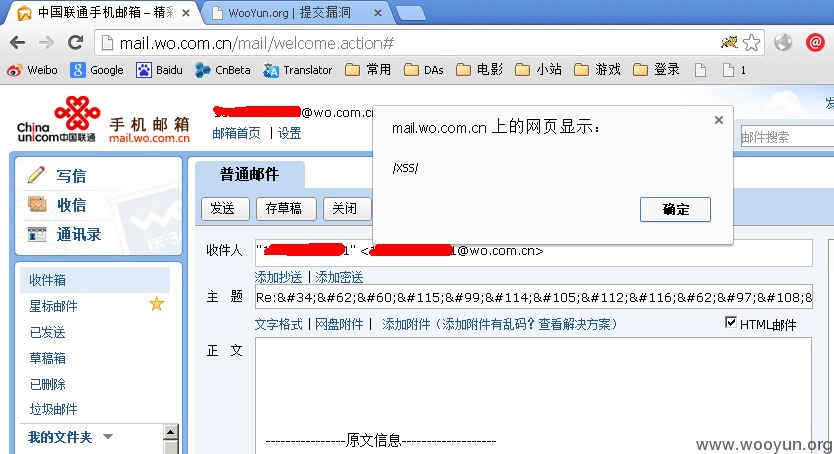 中国联通手机邮箱 – 精彩
WooYun.org | 提交漏洞
mail.wo.com.cn/mail/welcome.action#
Weibo Google Baidu CnBeta Translator 常用 DAs 电影 小站 游戏 登录 1
China unicom中国联通
手机邮箱
mail.wo.com.cn
@wo.com.cn
邮箱首页 | 设置
mail.wo.com.cn 上的网页显示：
/XSS/
确定
邮件搜索
写信
收信
通讯录
收件箱
星标邮件
已发送
草稿箱
已删除
垃圾邮件
我的文件夹
普通邮件
发送 存草稿 关闭
收件人 "1" <1@wo.com.cn>
添加抄送 | 添加密送
主 题 Re:&#34;&#62;&#60;&#115;&#99;&#114;&#105;&#112;&#116;&#62;&#97;&#108;&
文字格式 | 网盘附件 | 添加附件（添加附件有乱码？查看解决方案） HTML邮件
正 文
----------------原文信息-------------------
www.wooyun.org